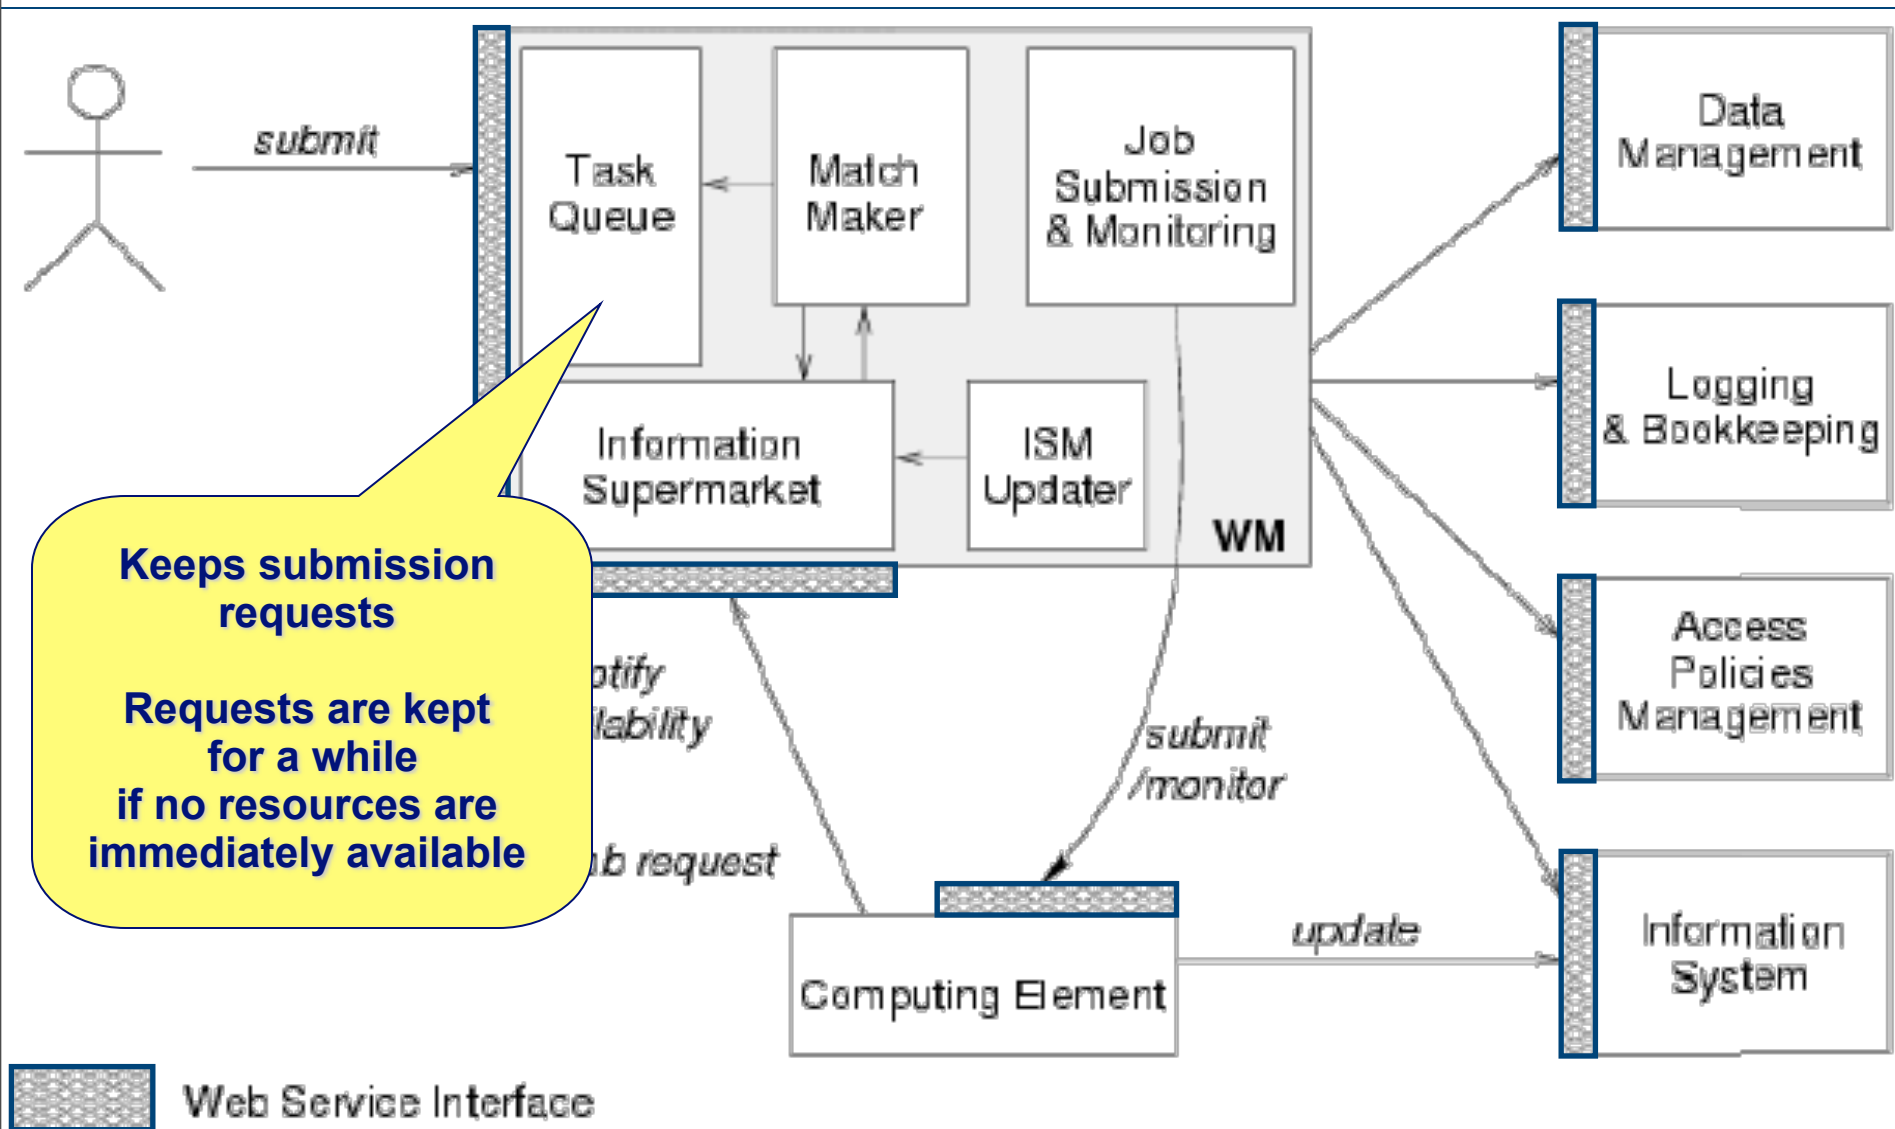 submit
Task
Queue
Match
Maker
Job
Submission
& Monitoring
Data
Management
Information
Supermarket
ISM
Updater
WM
Logging
& Bookkeeping
Keeps submission
requests
Requests are kept
for a while
if no resources are
immediately available
submit
/monitor
request
Access
Policies
Management
Computing Element
update
Information
System
Web Service Interface